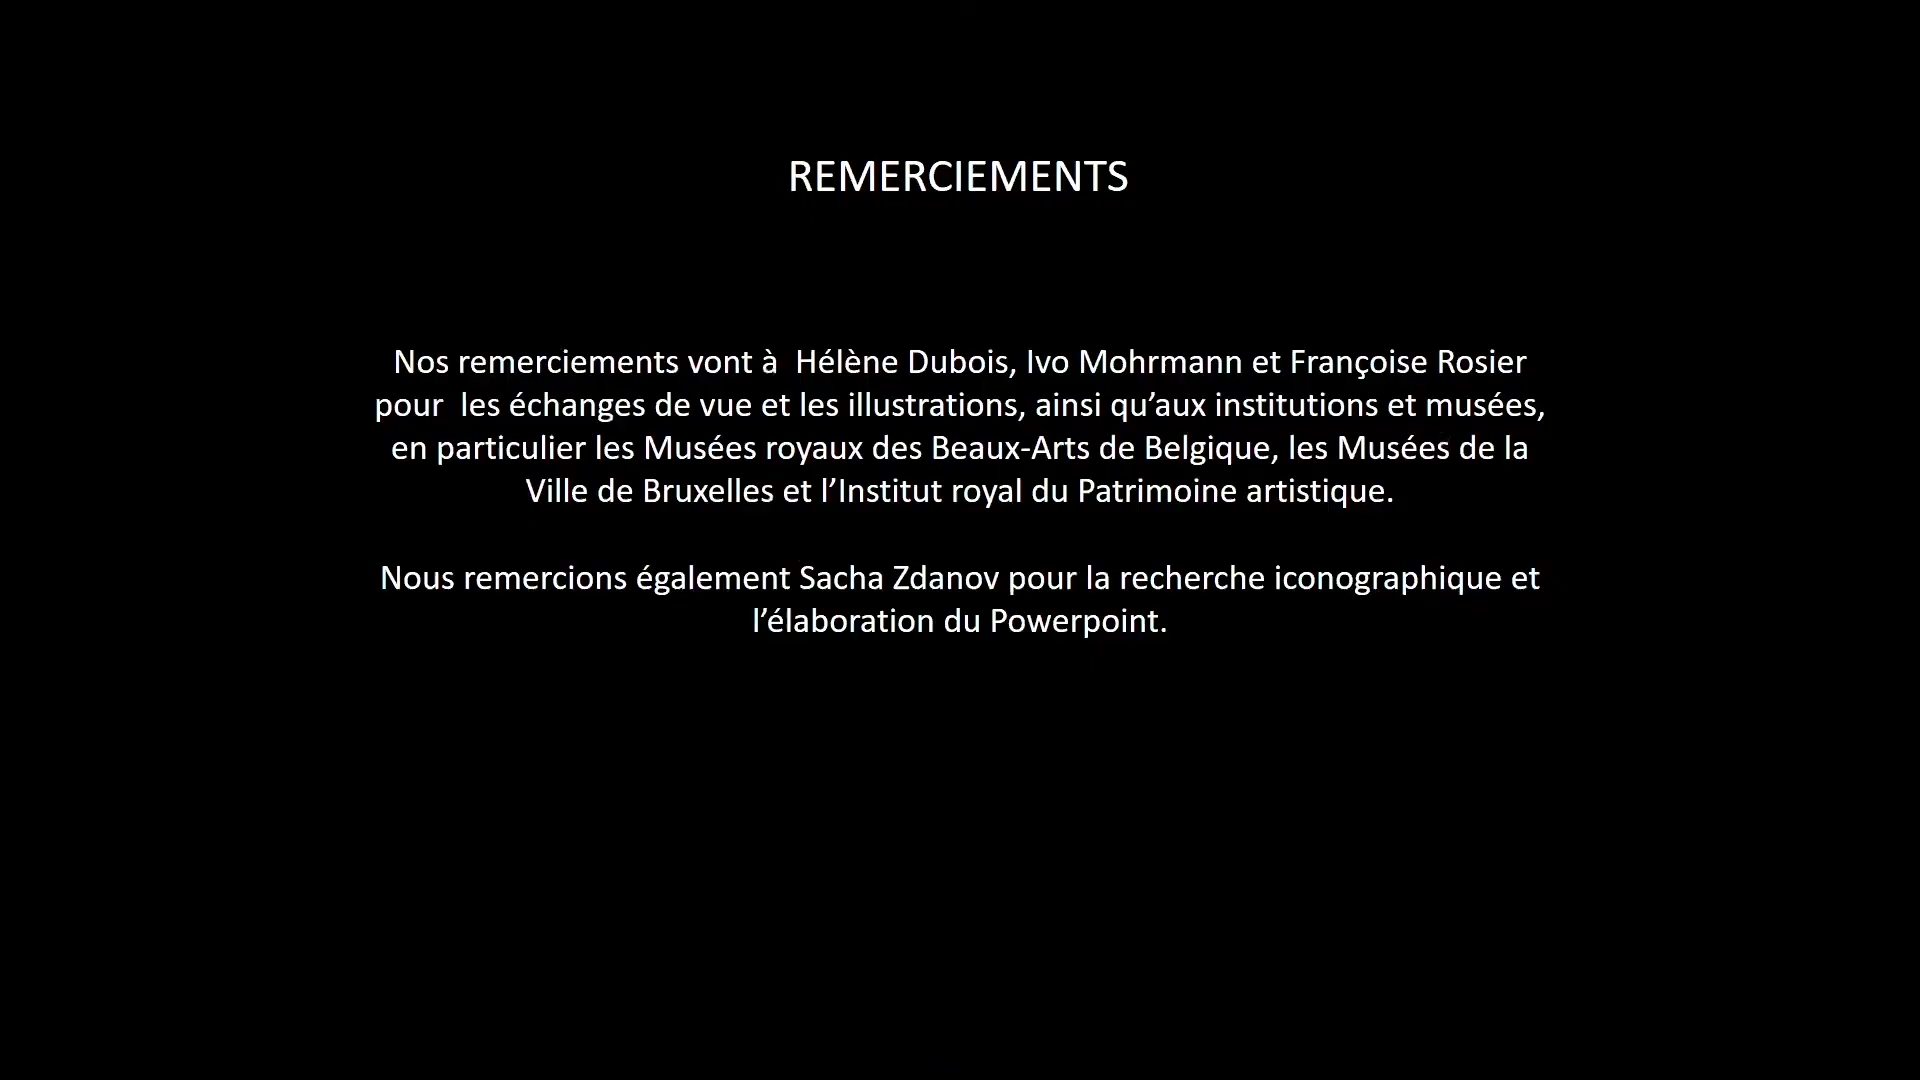 REMERCIEMENTS
Nos remerciements vont à  Hélène Dubois, Ivo Mohrmann et Françoise Rosier
pour  les échanges de vue et les illustrations, ainsi qu’aux institutions et musées,
en particulier les Musées royaux des Beaux-Arts de Belgique, les Musées de la
Ville de Bruxelles et l’Institut royal du Patrimoine artistique.
Nous remercions également Sacha Zdanov pour la recherche iconographique et
l’élaboration du Powerpoint.